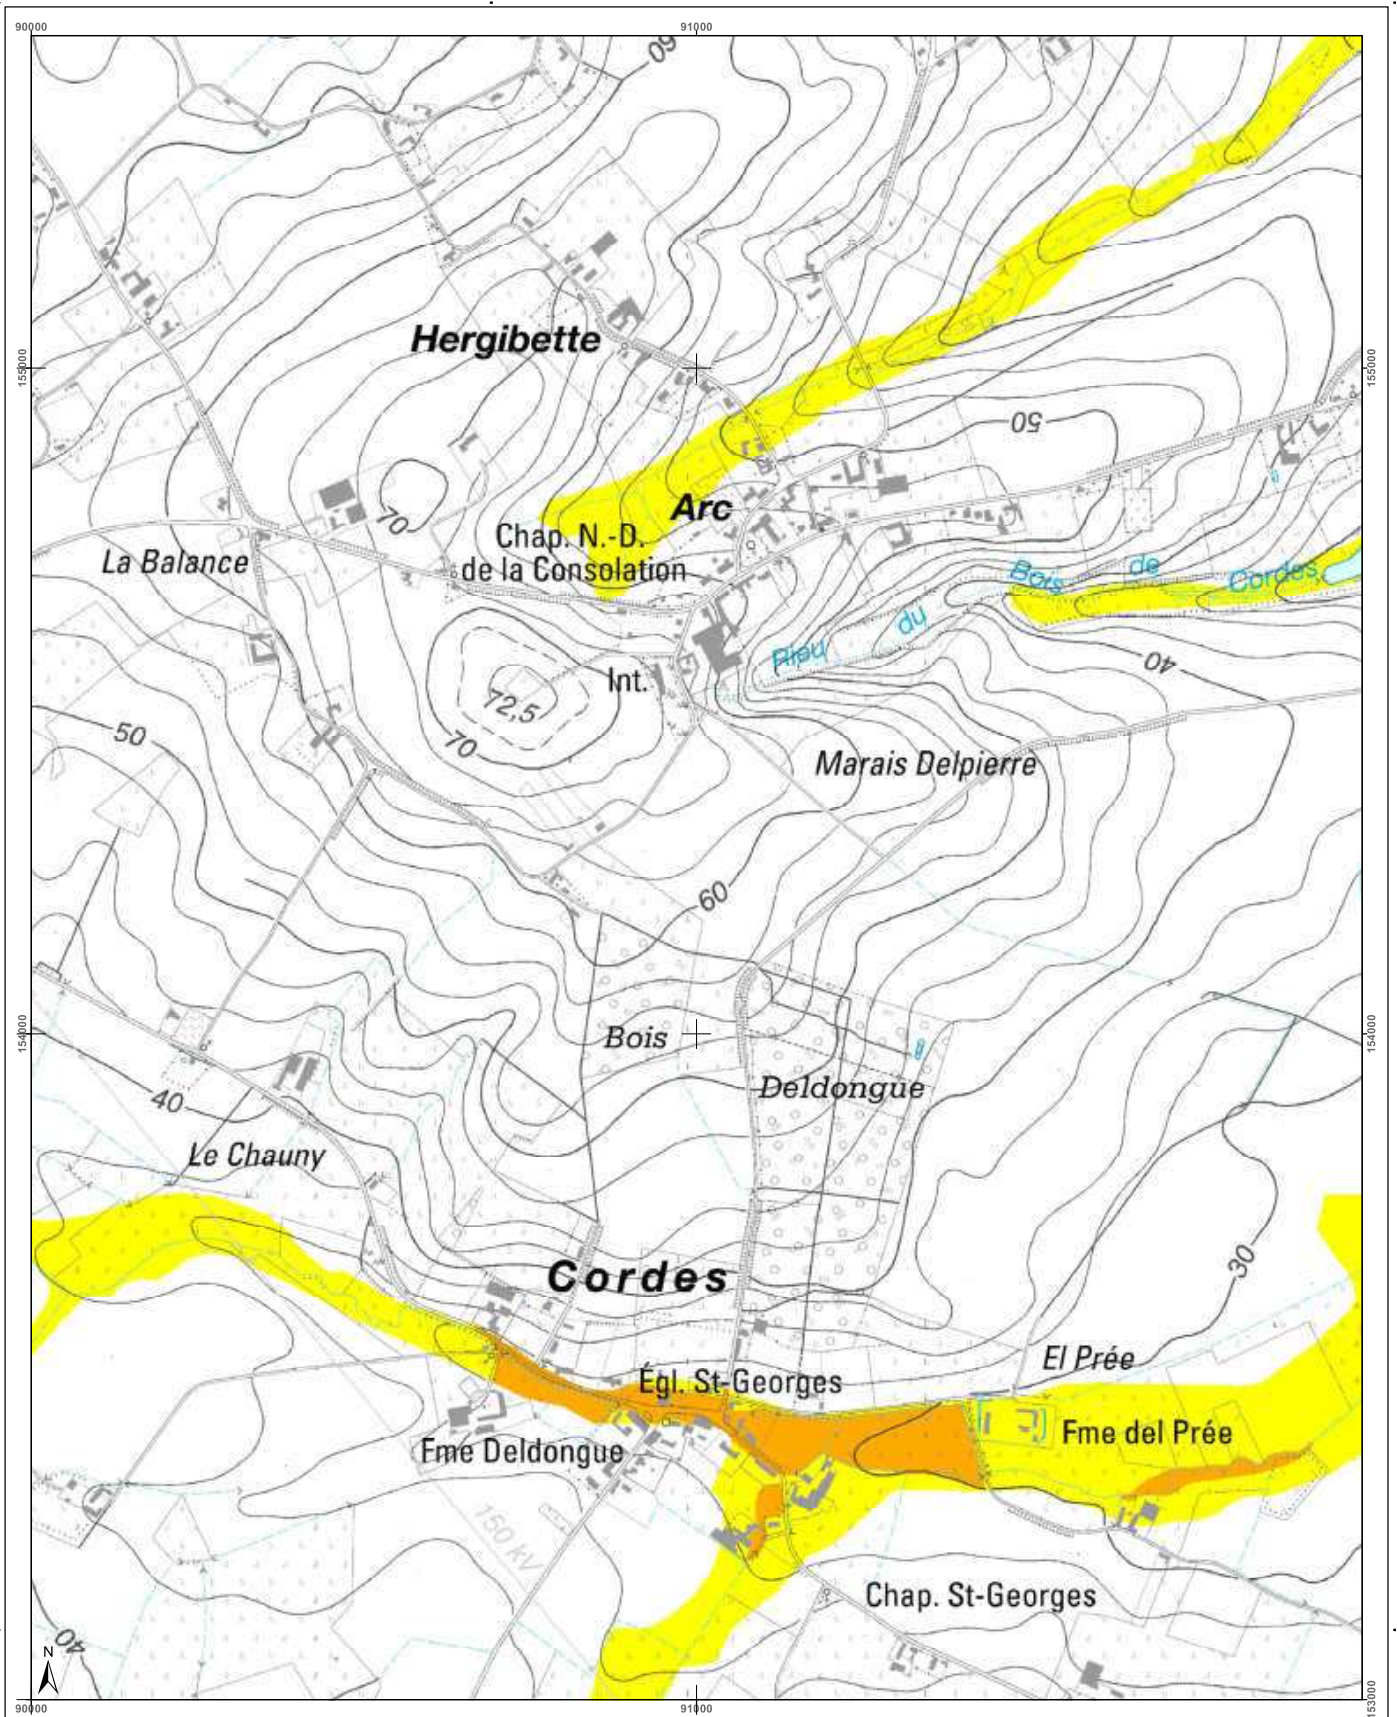 90000
91000
60
155000
155000
Hergibette
50
70
Arc
Chap. N.-D.
de la Consolation
La Balance
Rieu du Bois de Cordes
Int.
40
72,5
70
50
Marais Delpierre
60
154000
154000
Bois
Deldongue
40
Le Chauny
30
Cordes
El Prée
Égl. St-Georges
Fme del Prée
Fme Deldongue
150 kV
Chap. St-Georges
40
N
90000
91000
153000